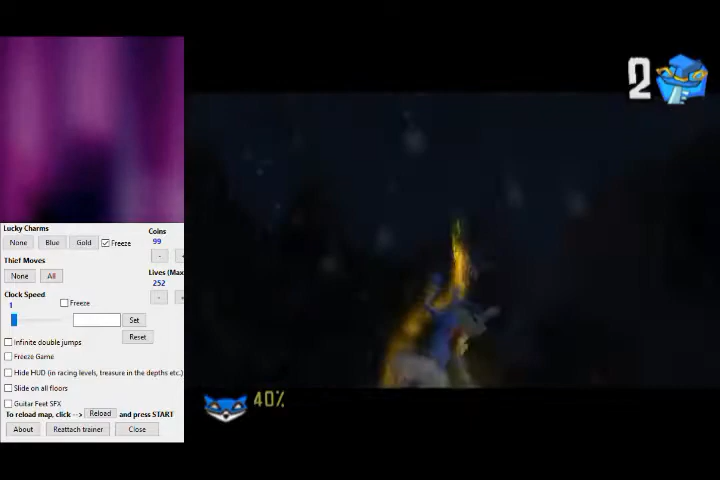 2
Lucky Charms
None Blue Gold Freeze
Coins
99
-
Thief Moves
None All
Lives (Max
252
-
Clock Speed
Freeze
1
Set
Reset
Infinite double jumps
Freeze Game
Hide HUD (in racing levels, treasure in the depths etc.)
Slide on all floors
Guitar Feet SFX
To reload map, click --> Reload and press START
About Reattach trainer Close
40%